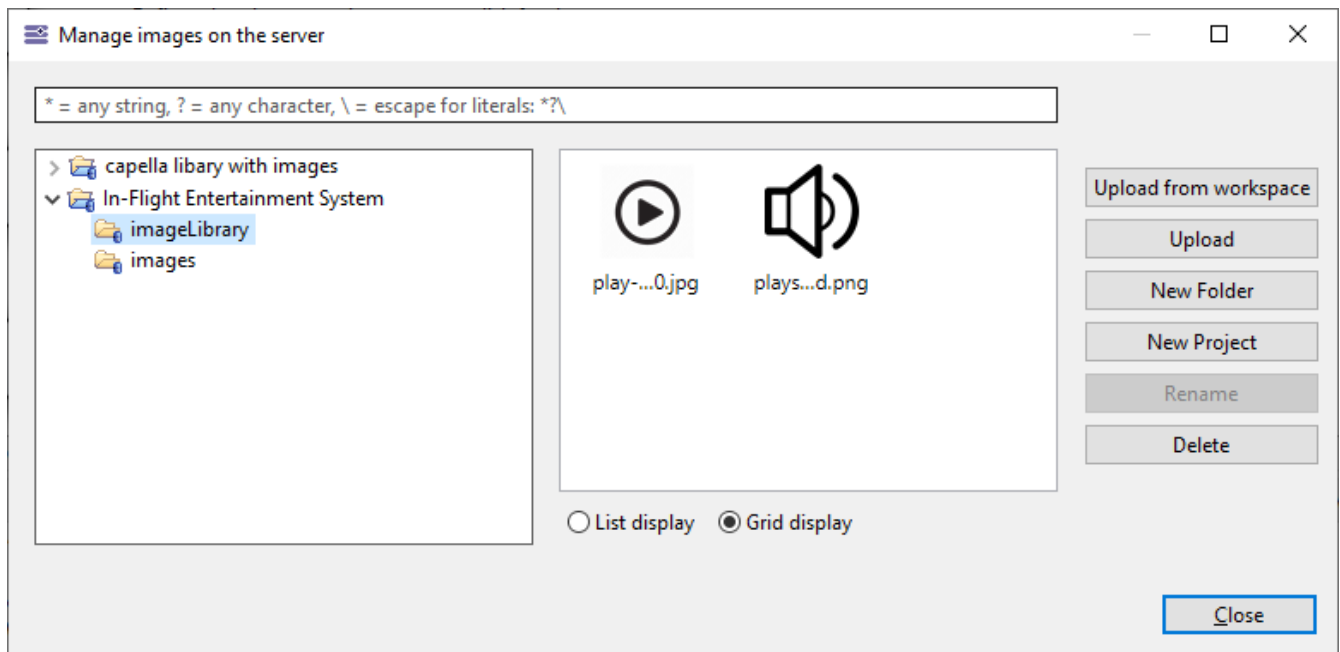 Manage images on the server
* = any string, ? = any character, \ = escape for literals: *?\
capella libary with images
In-Flight Entertainment System
imageLibrary
images
play-...0.jpg
plays...d.png
List display
Grid display
Upload from workspace
Upload
New Folder
New Project
Rename
Delete
Close